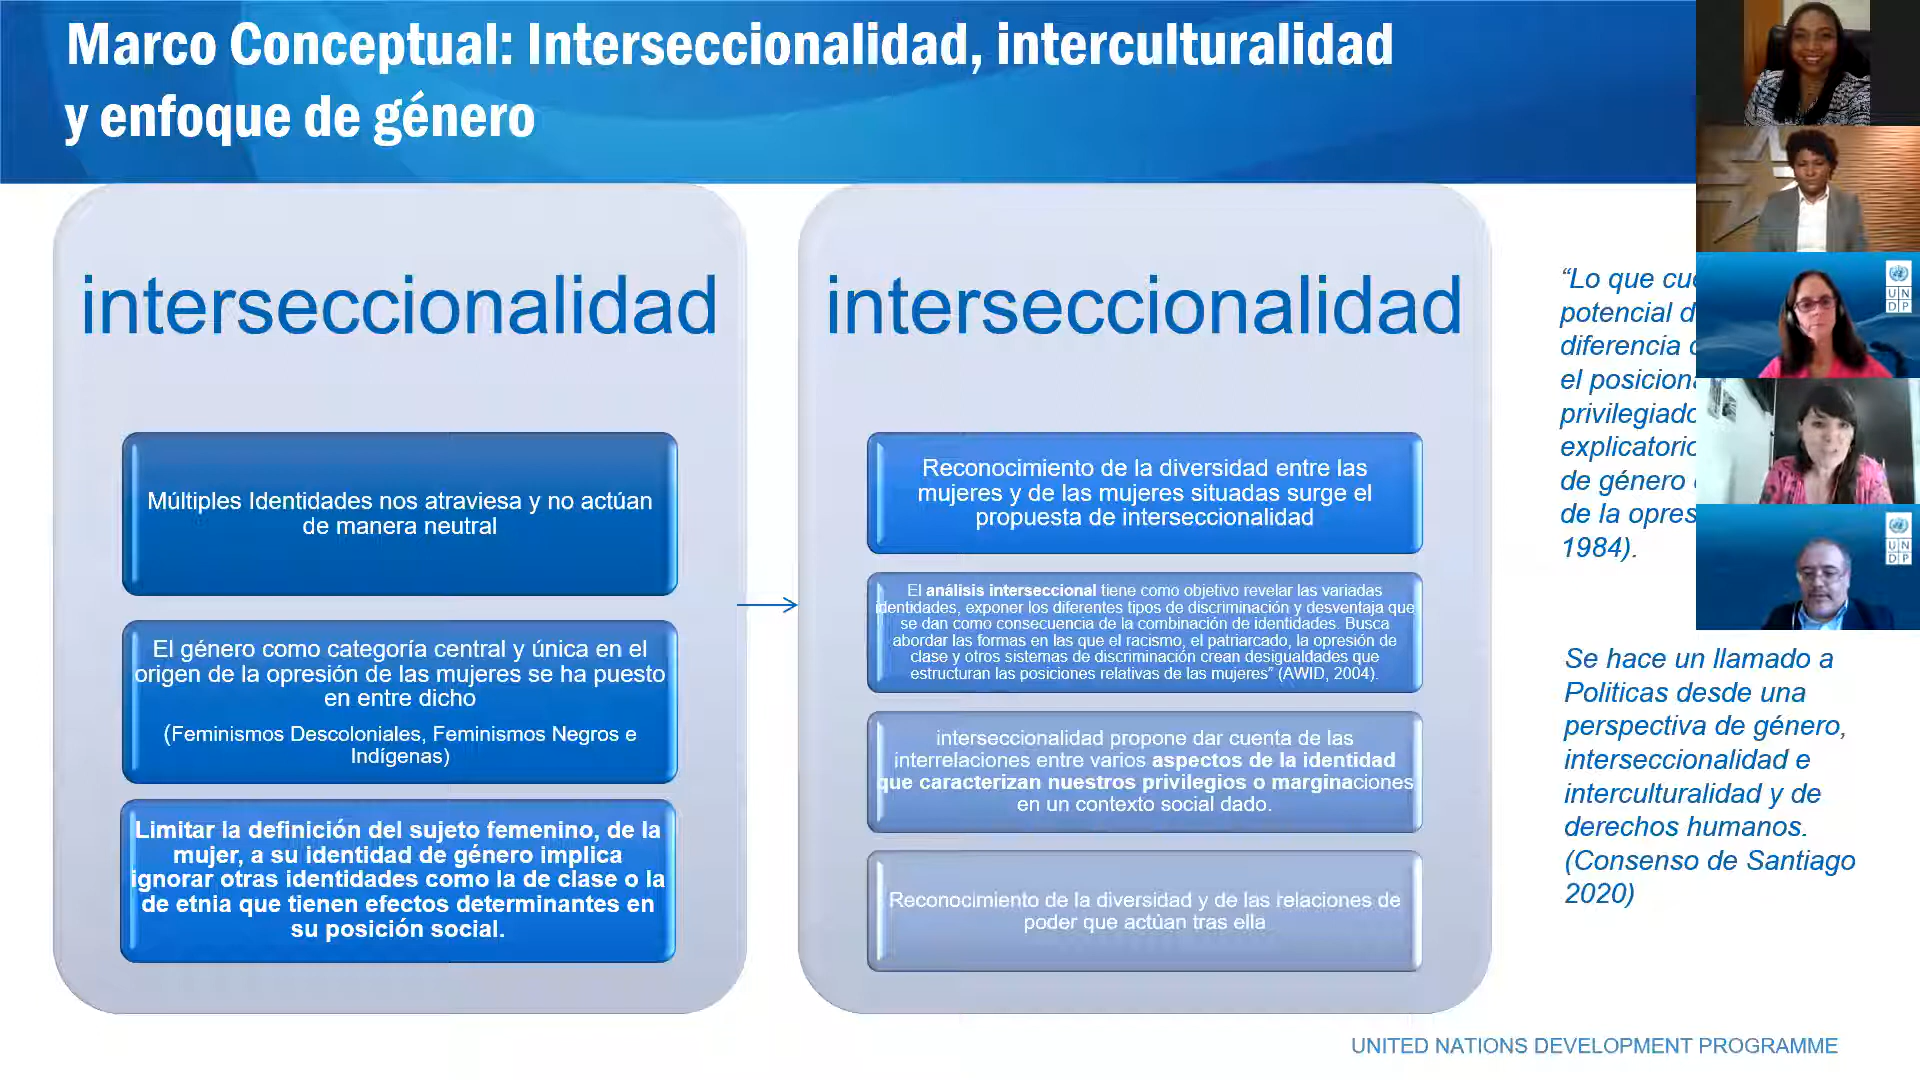 Marco Conceptual: Interseccionalidad, interculturalidad
y enfoque de género
interseccionalidad
Múltiples Identidades nos atraviesa y no actúan
de manera neutral
El género como categoría central y única en el
origen de la opresión de las mujeres se ha puesto
en entre dicho
(Feminismos Descoloniales, Feminismos Negros e
Indígenas)
Limitar la definición del sujeto femenino, de la
mujer, a su identidad de género implica
ignorar otras identidades como la de clase o la
de etnia que tienen efectos determinantes en
su posición social.
interseccionalidad
Reconocimiento de la diversidad entre las
mujeres y de las mujeres situadas surge el
propuesta de interseccionalidad
El análisis interseccional tiene como objetivo revelar las variadas
identidades, exponer los diferentes tipos de discriminación y desventaja que
se dan como consecuencia de la combinación de identidades. Busca
abordar las formas en las que el racismo, el patriarcado, la opresión de
clase y otros sistemas de discriminación crean desigualdades que
estructuran las posiciones relativas de las mujeres” (AWID, 2004).
interseccionalidad propone dar cuenta de las
interrelaciones entre varios aspectos de la identidad
que caracterizan nuestros privilegios o marginaciones
en un contexto social dado.
Reconocimiento de la diversidad y de las relaciones de
poder que actúan tras ella
“Lo que
potencial
diferencia
el
de género
de la
1984).
Se hace un llamado a
Politicas desde una
perspectiva de género,
interseccionalidad e
interculturalidad y de
derechos humanos.
(Consenso de Santiago
2020)
UN
DP
UN
DP
UNITED NATIONS DEVELOPMENT PROGRAMME